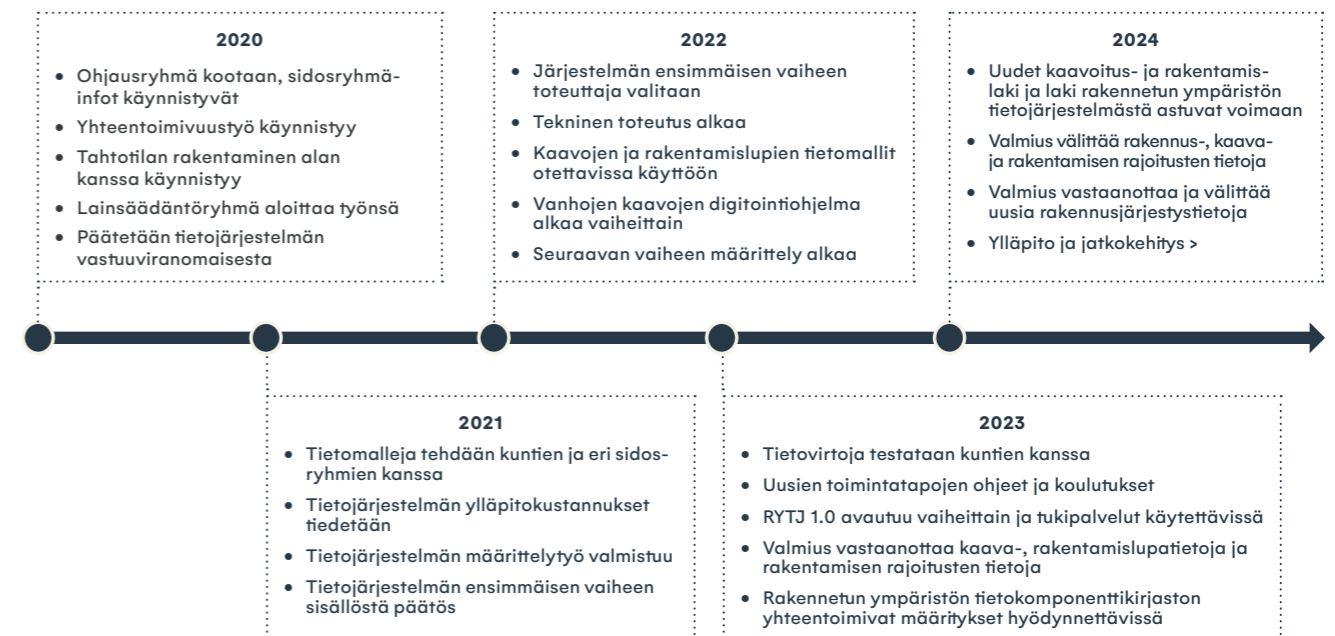 2020
• Ohjausryhmä kootaan, sidosryhmä-
infot käynnistyvät
• Yhteentoimivuustyö käynnistyy
• Tahtotilan rakentaminen alan
kanssa käynnistyy
• Lainsäädäntöryhmä aloittaa työnsä
• Päätetään tietojärjestelmän
vastuuviranomaisesta
2022
• Järjestelmän ensimmäisen vaiheen
toteuttaja valitaan
• Tekninen toteutus alkaa
• Kaavojen ja rakentamislupien tietomallit
otettavissa käyttöön
• Vanhojen kaavojen digitointiohjelma
alkaa vaiheittain
• Seuraavan vaiheen määrittely alkaa
2024
• Uudet kaavoitus- ja rakentamis-
laki ja laki rakennetun ympäristön
tietojärjestelmästä astuvat voimaan
• Valmius välittää rakennus-, kaava-
ja rakentamisen rajoitusten tietoja
• Valmius vastaanottaa ja välittää
uusia rakennusjärjestystietoja
• Ylläpito ja jatkokehitys >
2021
• Tietomalleja tehdään kuntien ja eri sidos-
ryhmien kanssa
• Tietojärjestelmän ylläpitokustannukset
tiedetään
• Tietojärjestelmän määrittelytyö valmistuu
• Tietojärjestelmän ensimmäisen vaiheen
sisällöstä päätös
2023
• Tietovirtoja testataan kuntien kanssa
• Uusien toimintatapojen ohjeet ja koulutukset
• RYTJ 1.0 avautuu vaiheittain ja tukipalvelut käytettävissä
• Valmius vastaanottaa kaava-, rakentamislupatietoja ja
rakentamisen rajoitusten tietoja
• Rakennetun ympäristön tietokomponenttikirjaston
yhteentoimivat määritykset hyödynnettävissä